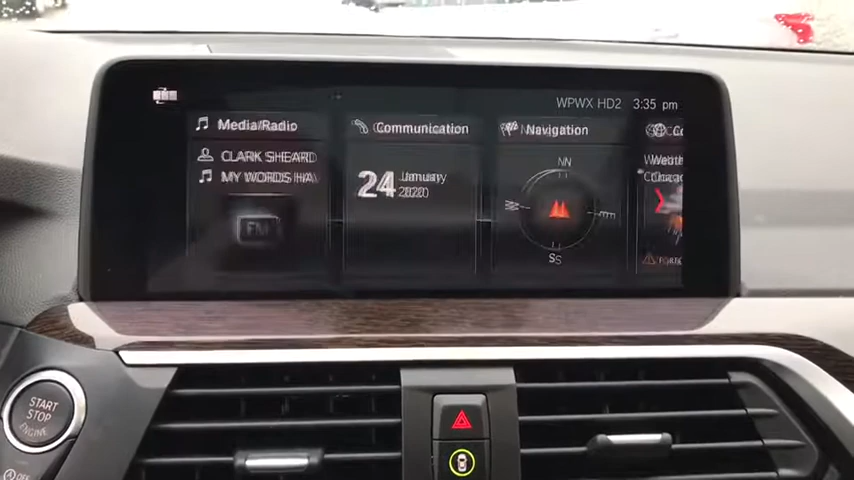 WPWX HD2 3:35 pm
Media/Radio
CLARK SHEARD
MY WORDS HA
FM
Communication
24 January
2020
Navigation
N
S
START
STOP
ENGINE
OFF